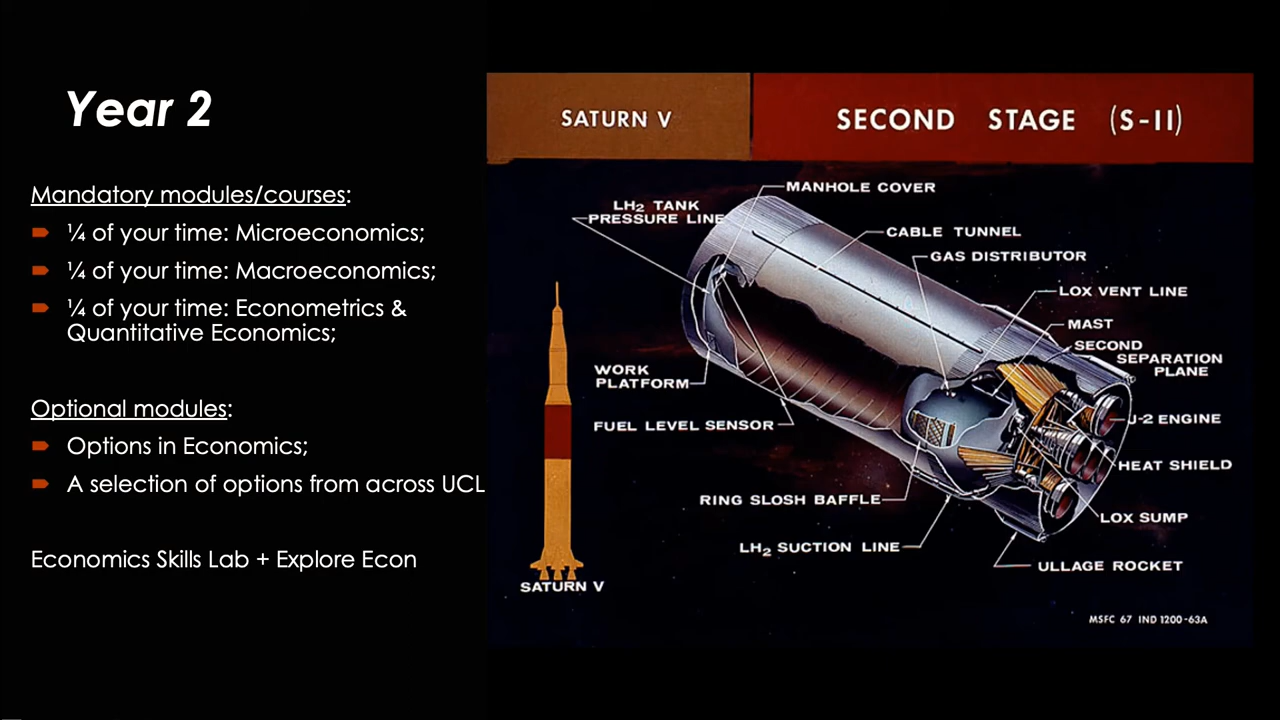 Year 2
Mandatory modules/courses:
¼ of your time: Microeconomics;
¼ of your time: Macroeconomics;
¼ of your time: Econometrics &
Quantitative Economics;
Optional modules:
Options in Economics;
A selection of options from across UCL
Economics Skills Lab + Explore Econ
SATURN V
SECOND STAGE (S-II)
MANHOLE COVER
LH2 TANK
PRESSURE LINE
CABLE TUNNEL
GAS DISTRIBUTOR
LOX VENT LINE
MAST
SECOND
SEPARATION
PLANE
WORK
PLATFORM
FUEL LEVEL SENSOR
J-2 ENGINE
HEAT SHIELD
RING SLOSH BAFFLE
LOX SUMP
LH2 SUCTION LINE
ULLAGE ROCKET
SATURN V
MSFC 67 IND 1200-63A